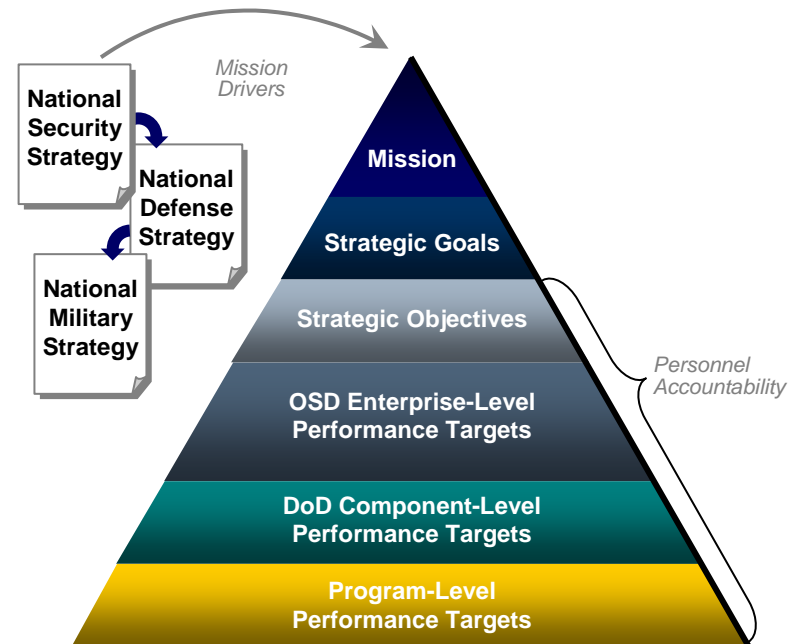 Mission
Drivers
National
Security
Strategy
National
Defense
Strategy
National
Military
Strategy
Mission
Strategic Goals
Strategic Objectives
OSD Enterprise-Level
Performance Targets
DoD Component-Level
Performance Targets
Program-Level
Performance Targets
Personnel
Accountability